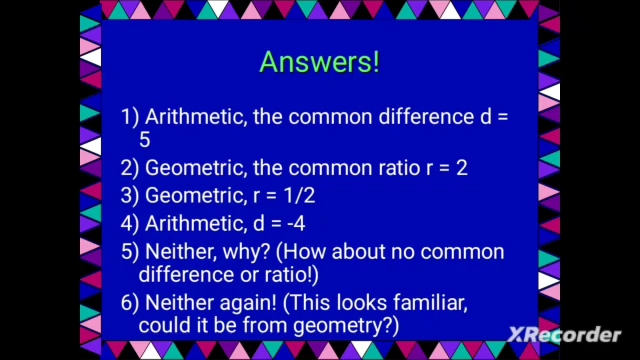 Answers!
1) Arithmetic, the common difference d =
5
2) Geometric, the common ratio r = 2
3) Geometric, r = 1/2
4) Arithmetic, d = -4
5) Neither, why? (How about no common
difference or ratio!)
6) Neither again! (This looks familiar,
could it be from geometry?)
XRecorder